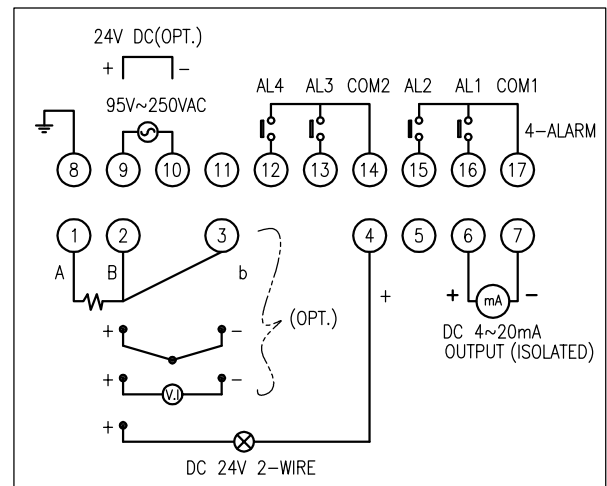 24V DC(OPT.)
+ -
95V~250VAC
AL4 AL3 COM2 AL2 AL1 COM1
4-ALARM
8 9 10 11 12 13 14 15 16 17
1 2 3 4 5 6 7
A B b + + mA -
+ - (OPT.)
DC 4~20mA
OUTPUT (ISOLATED)
+ V.I -
+
DC 24V 2-WIRE